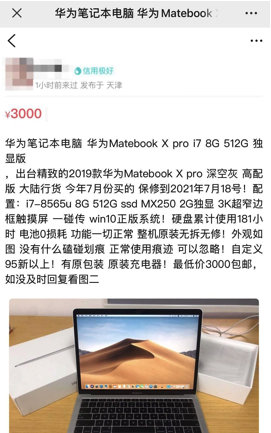 华为笔记本电脑 华为 Matebook X
信用极好
1小时前来过 发布于 天津
¥3000
华为笔记本电脑 华为Matebook X pro i7 8G 512G 独
显版
，出台精致的2019款华为Matebook X pro 深空灰 高配
版 大陆行货 今年7月份买的 保修到2021年7月18号！配
置：i7-8565u 8G 512G ssd MX250 2G独显 3K超窄边
框触摸屏 一碰传 win10正版系统！硬盘累计使用181小
时 电池0损耗 功能一切正常 整机原装无拆无修！外观如
图 没有什么磕碰划痕 正常使用痕迹 可以忽略！自定义
95新以上！有原包装 原装充电器！最低价3000包邮，
如没及时回复看图二